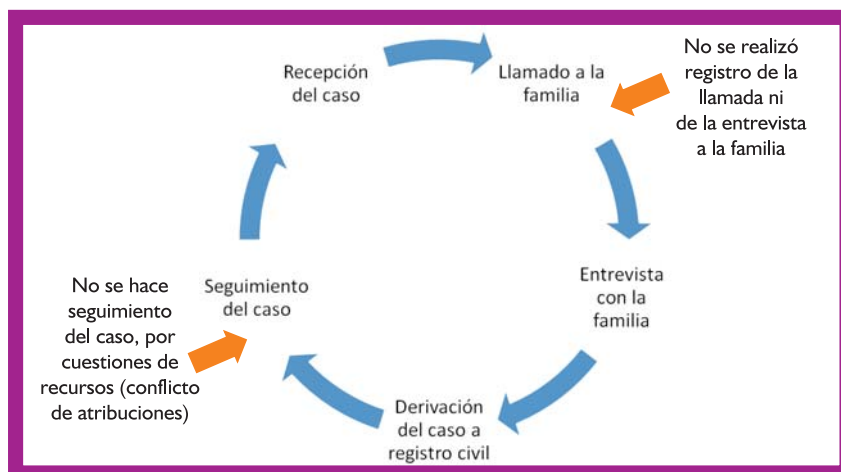 Recepción
del caso
Llamado a la
familia
No se realizó
registro de la
llamada ni
de la entrevista
a la familia
Entrevista
con la
familia
Derivación
del caso a
registro civil
Seguimiento
del caso
No se hace
seguimiento
del caso, por
cuestiones de
recursos (conflicto
de atribuciones)